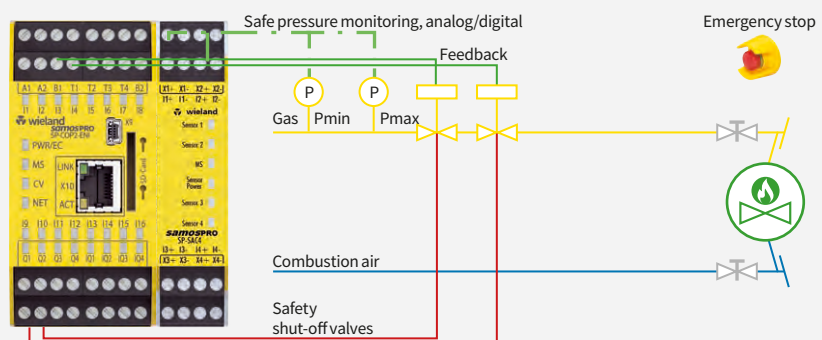 Safe pressure monitoring, analog/digital
Emergency stop
Feedback
P
P
Gas
Pmin
Pmax
A1 A2 B1 T1 T2 T3 T4 B2
X1+ X1- X2+ X2-
I1 I2 I3 I4 I5 I6 I7 I8
I1+ I1- I2+ I2-
wieland
samosPRO
SP-COP2-ENI
X9
wieland
Sensor 1
PWR/EC
Sensor 2
MS
LINK
MS
CV
X10
Sensor
Power
NET
ACT
SD-Card
Sensor 3
Sensor 4
I9 I10 I11 I12 I13 I14 I15 I16
samosPRO
SP-SAC4
Q1 Q2 Q3 Q4 IQ1 IQ2 IQ3 IQ4
I3+ I3- I4+ I4-
X3+ X3- X4+ X4-
Combustion air
Safety
shut-off valves